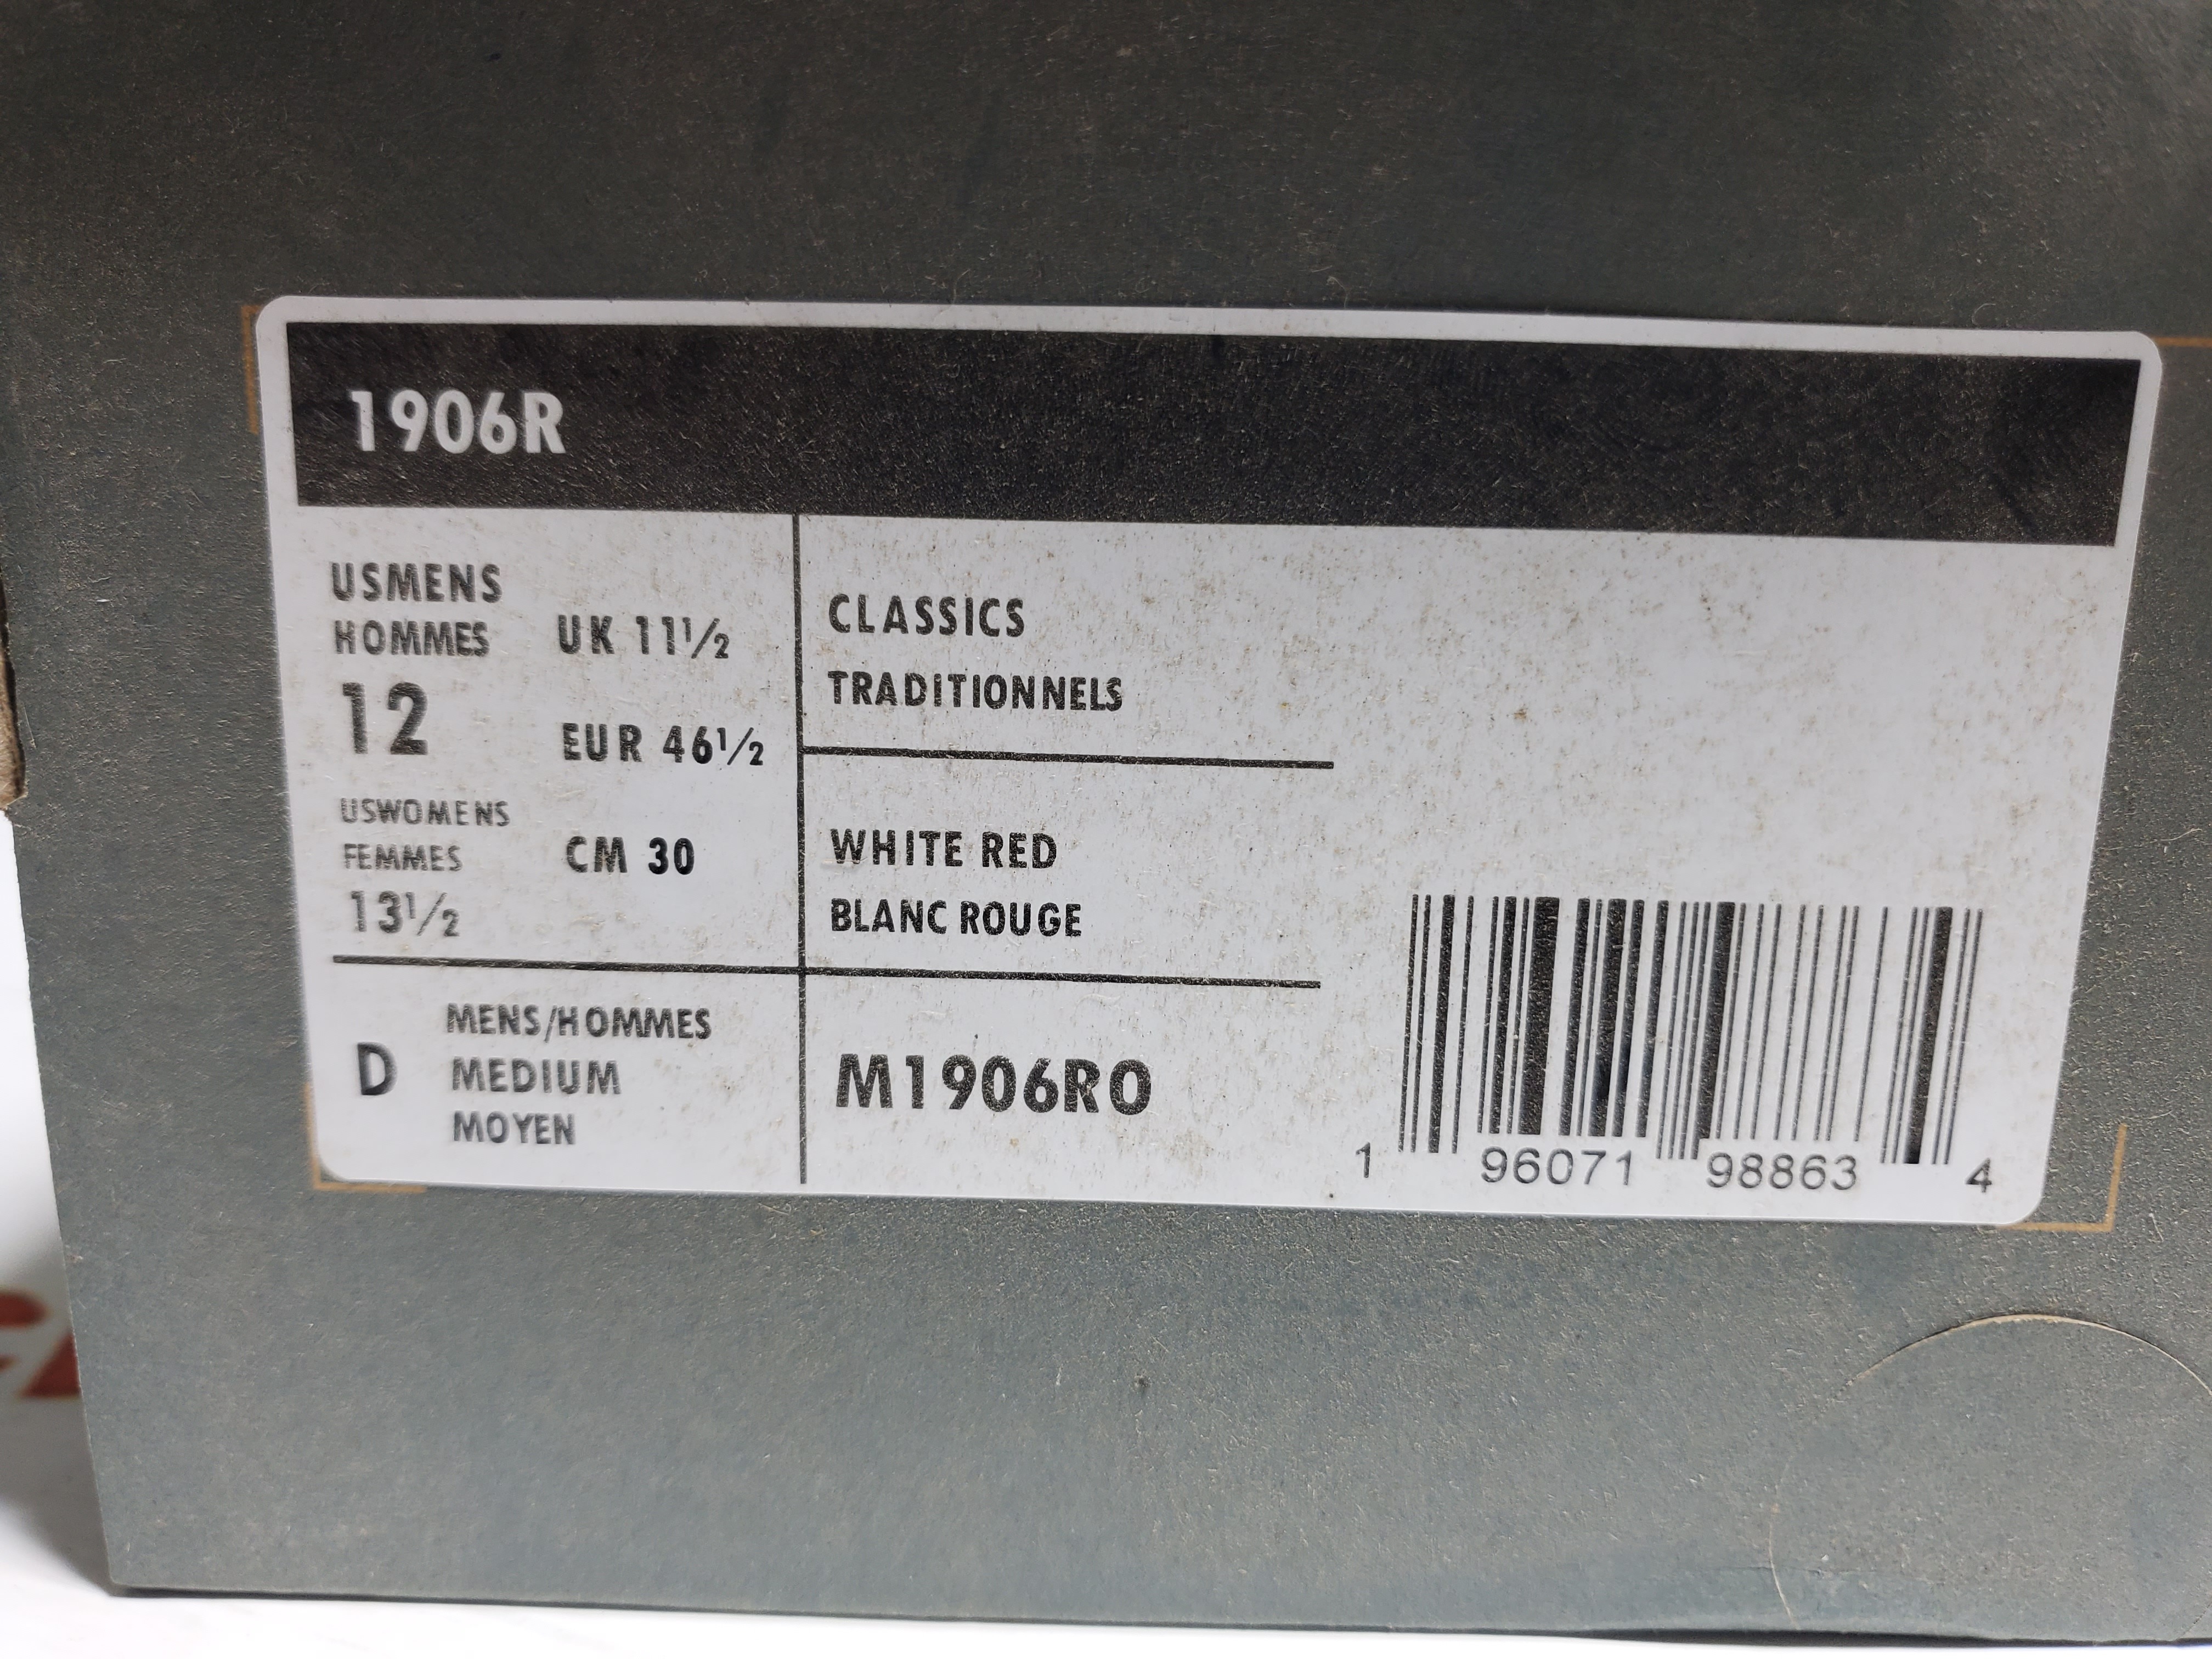 1906R
USMENS
HOMMES
12
UK 11½
EUR 46½
USWOMENS
FEMMES
13½
CM 30
CLASSICS
TRADITIONNELS
WHITE RED
BLANC ROUGE
D
MENS/HOMMES
MEDIUM
MOYEN
M1906RO
1 96071 98863 4